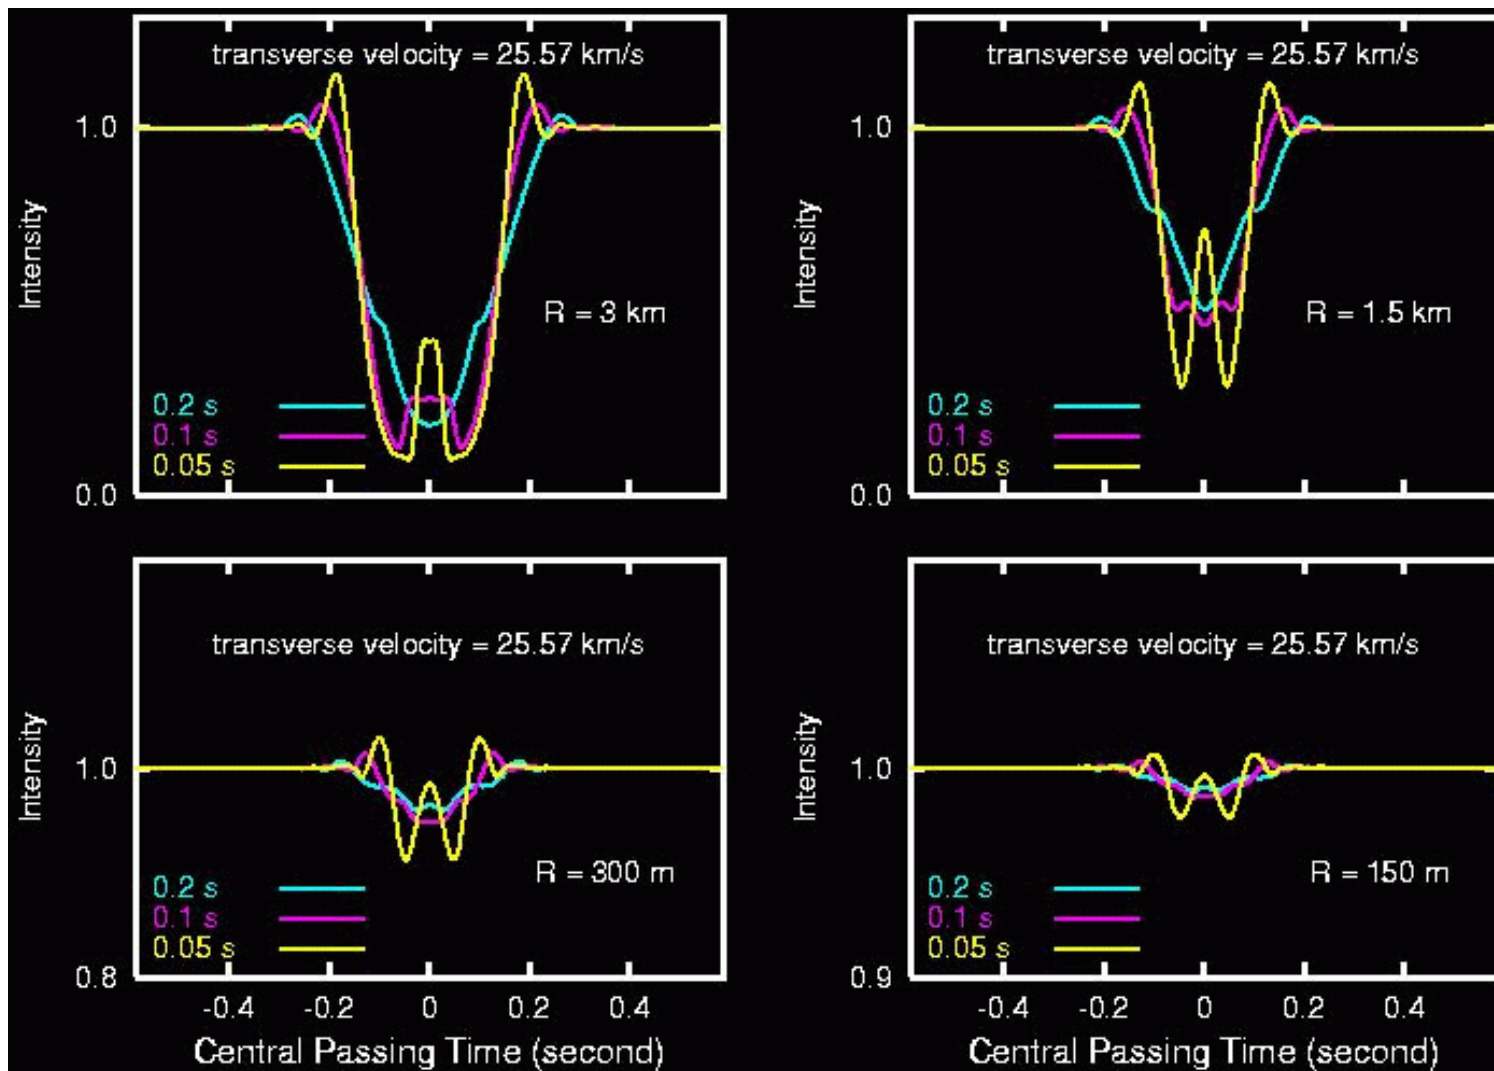 transverse velocity = 25.57 km/s
1.0
Intensity
R = 3 km
0.2 s
0.1 s
0.05 s
0.0
transverse velocity = 25.57 km/s
1.0
Intensity
R = 1.5 km
0.2 s
0.1 s
0.05 s
0.0
transverse velocity = 25.57 km/s
1.0
Intensity
R = 300 m
0.2 s
0.1 s
0.05 s
0.8
-0.4 -0.2 0 0.2 0.4
Central Passing Time (second)
transverse velocity = 25.57 km/s
1.0
Intensity
R = 150 m
0.2 s
0.1 s
0.05 s
0.9
-0.4 -0.2 0 0.2 0.4
Central Passing Time (second)